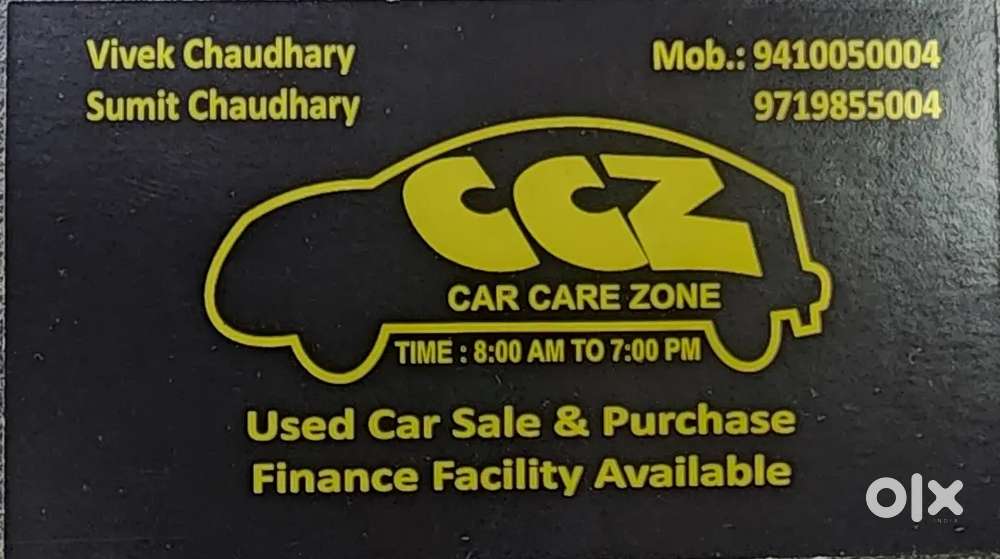 Vivek Chaudhary
Sumit Chaudhary
Mob.: 9410050004
9719855004
CCZ
CAR CARE ZONE
TIME : 8:00 AM TO 7:00 PM
Used Car Sale & Purchase
Finance Facility Available
olx
INDIA